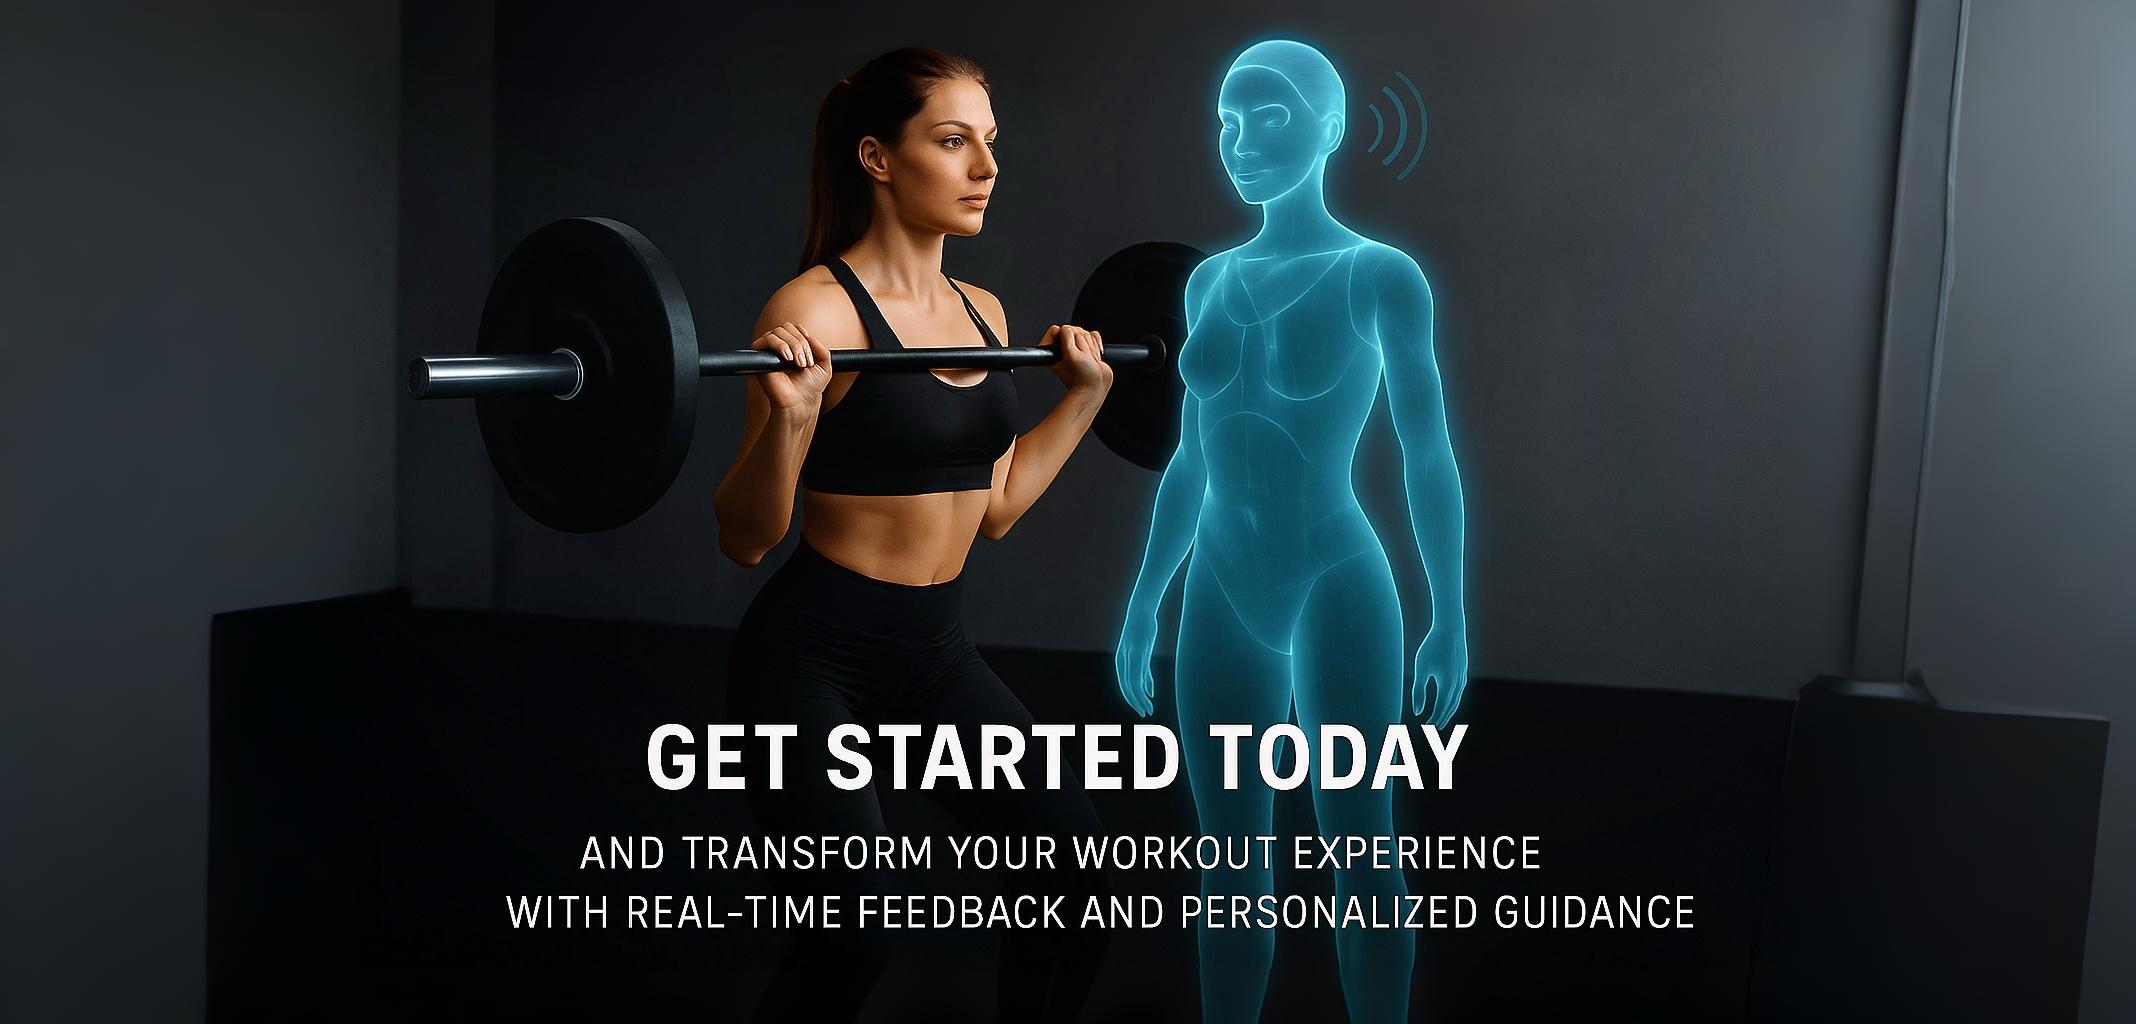 GET STARTED TODAY
AND TRANSFORM YOUR WORKOUT EXPERIENCE
WITH REAL-TIME FEEDBACK AND PERSONALIZED GUIDANCE